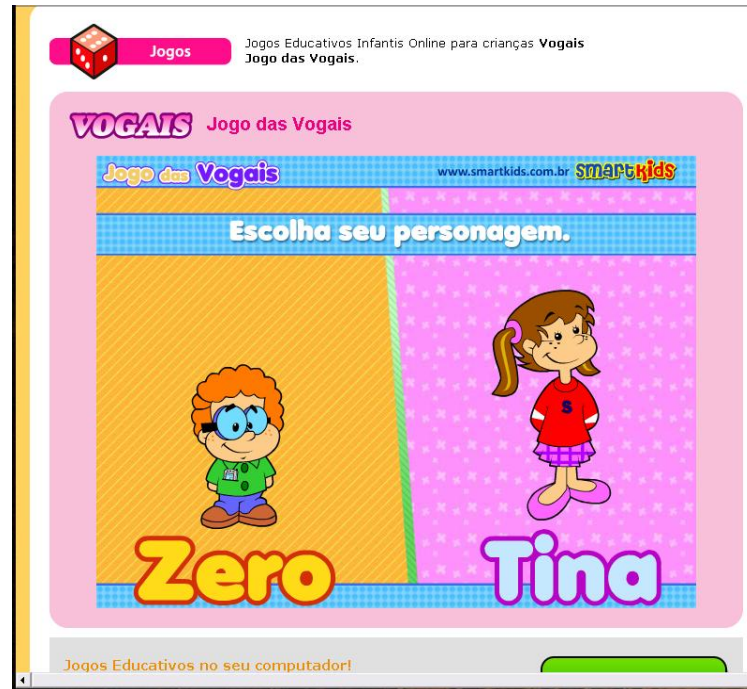 Jogos
Jogos Educativos Infantis Online para crianças Vogais
Jogo das Vogais.
VOGAIS Jogo das Vogais
Jogo das Vogais www.smartkids.com.br smartkids
Escolha seu personagem.
S
Zero Tina
Jogos Educativos no seu computador!